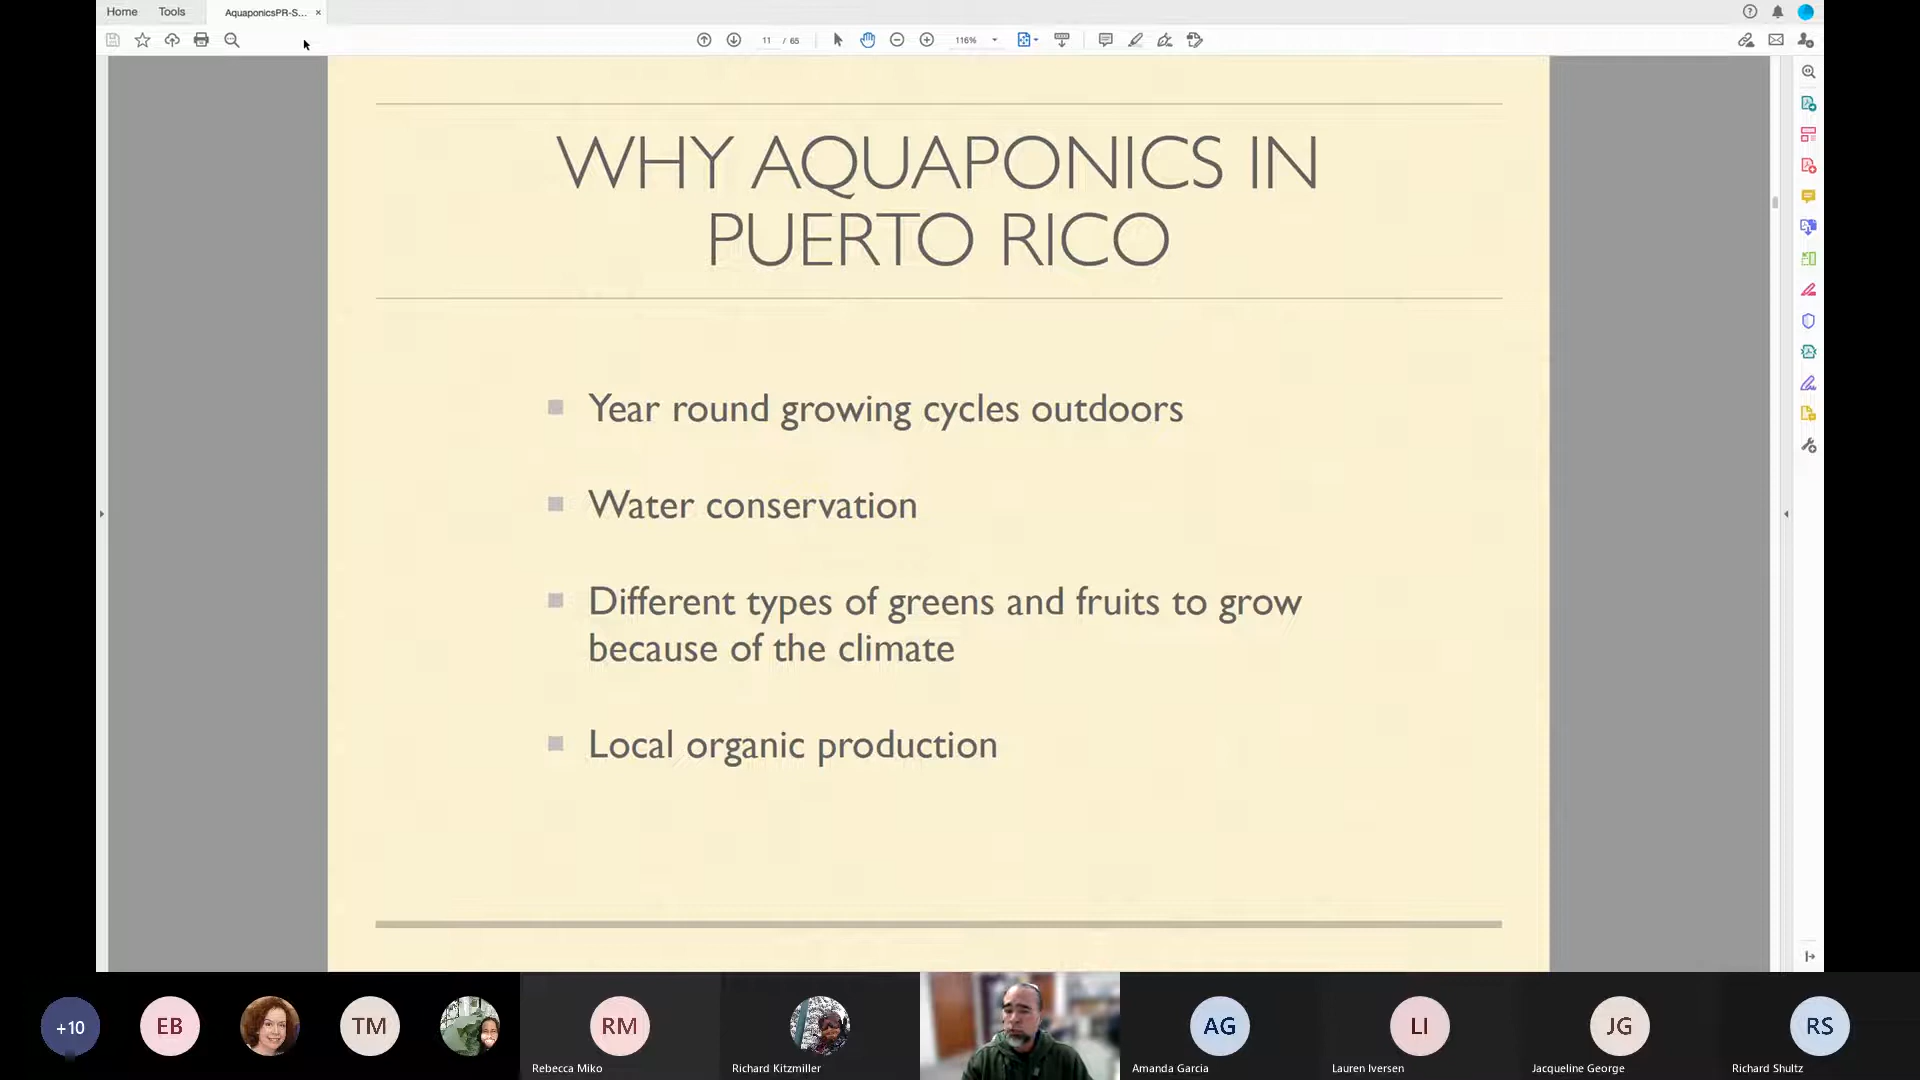 Home Tools AquaponicsPR-S... ×
11 / 65 116%
WHY AQUAPONICS IN
PUERTO RICO
Year round growing cycles outdoors
Water conservation
Different types of greens and fruits to grow
because of the climate
Local organic production
+10 EB TM RM AG LI JG RS
Rebecca Miko Richard Kitzmiller Amanda Garcia Lauren Iversen Jacqueline George Richard Shultz